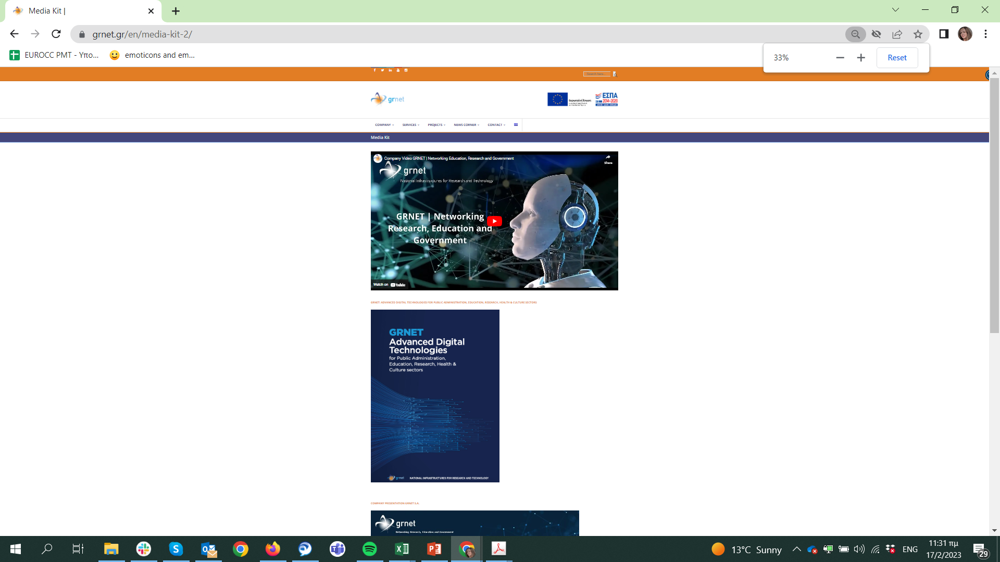 Media Kit |
grnet.gr/en/media-kit-2/
EUROCC PMT - Υπο...
emoticons and em...
33%
Reset
Search here...
grnet
Ευρωπαϊκή Ένωση
ΕΣΠΑ
2014-2020
COMPANY
SERVICES
PROJECTS
NEWS CORNER
CONTACT
Media Kit
Company Video GRNET | Networking Education, Research and Government
Share
grnet
National Infrastructures for Research and Technology
GRNET | Networking
Research, Education and
Government
Watch on YouTube
GRNET: ADVANCED DIGITAL TECHNOLOGIES FOR PUBLIC ADMINISTRATION, EDUCATION, RESEARCH, HEALTH & CULTURE SECTORS
GRNET
Advanced Digital
Technologies
for Public Administration,
Education, Research, Health &
Culture sectors
grnet NATIONAL INFRASTRUCTURES FOR RESEARCH AND TECHNOLOGY
COMPANY PRESENTATION GRNET S.A.
grnet
Networking Research, Education and Government
13°C Sunny
ENG
11:31 πμ
17/2/2023
29